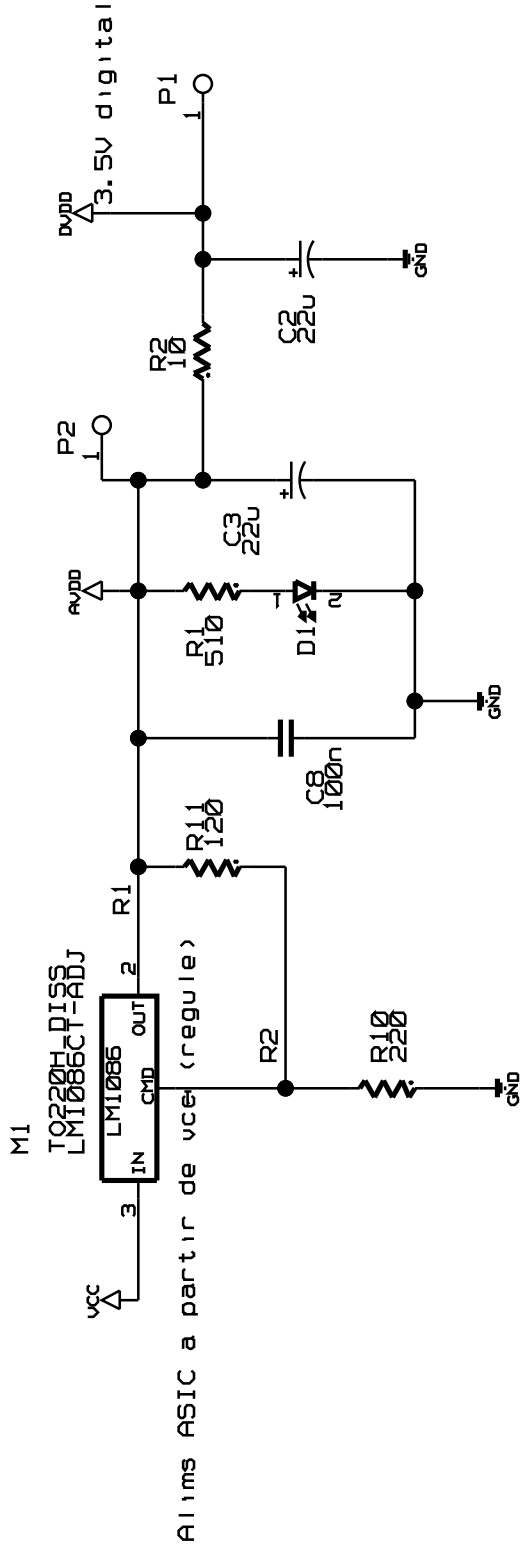 M1
TO220H_DISS
LM1086CT-ADJ
VCC
3
IN
LM1086
CMD
OUT
2
R1
Alims ASIC a partir de vcc (regule)
R2
R10
220
GND
R11
120
C8
100n
GND
AVDD
R1
510
1
D1
2
C3
22u
P2
1
R2
10
C2
22u
GND
DVDD
3.5V digital
P1
1